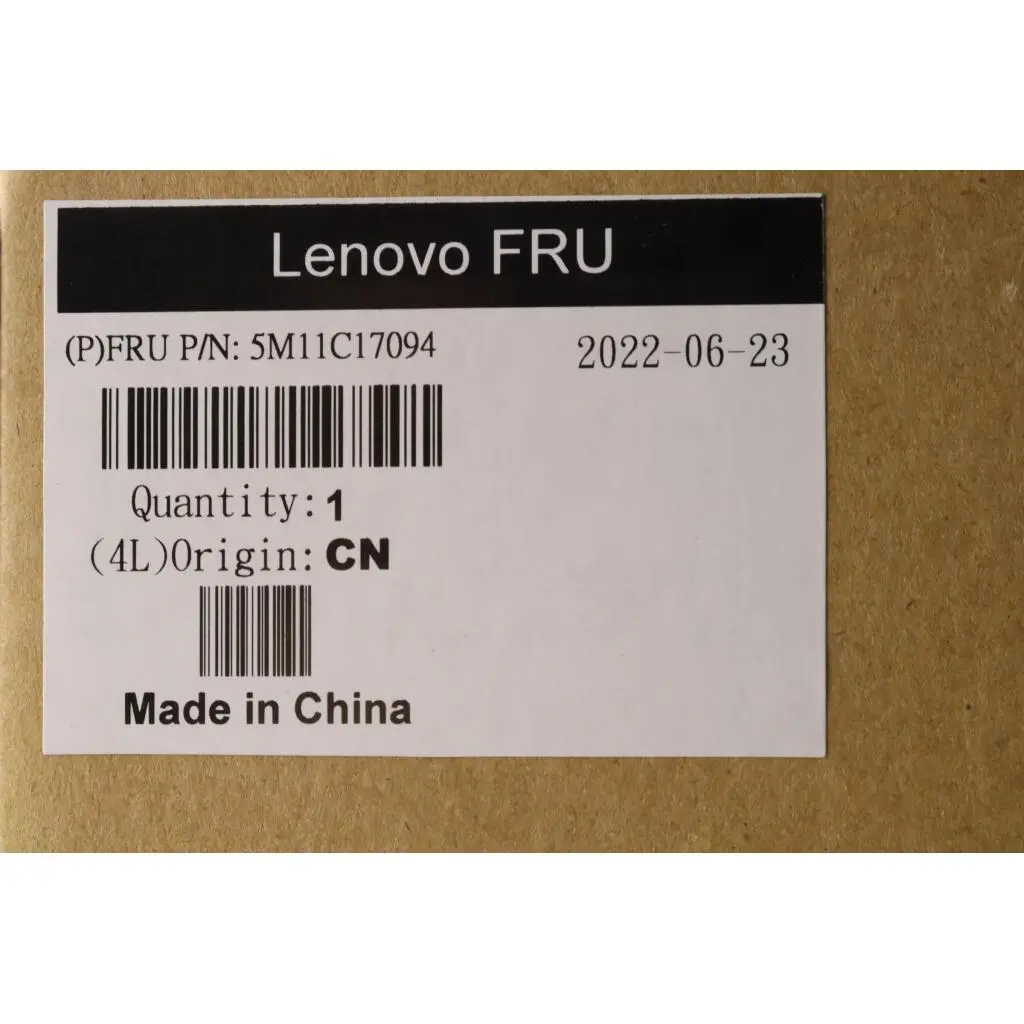 Lenovo FRU
(P)FRU P/N: 5M11C17094
2022-06-23
Quantity: 1
(4L)Origin: CN
Made in China